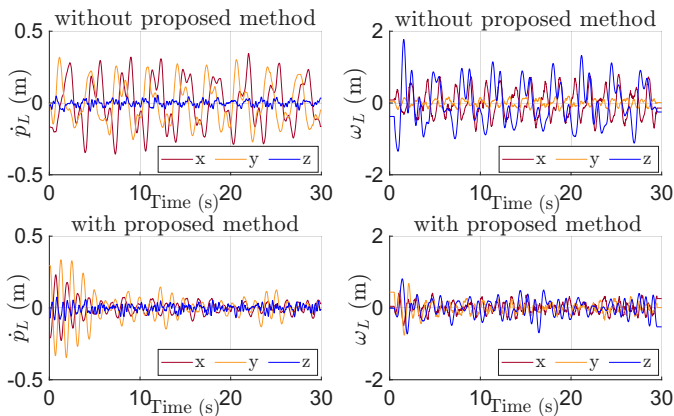 without proposed method
0.5
0
-0.5
ṗ_L (m)
0 10 20 30
Time (s)
x y z
without proposed method
2
0
-2
ω_L (m)
0 10 20 30
Time (s)
x y z
with proposed method
0.5
0
-0.5
ṗ_L (m)
0 10 20 30
Time (s)
x y z
with proposed method
2
0
-2
ω_L (m)
0 10 20 30
Time (s)
x y z